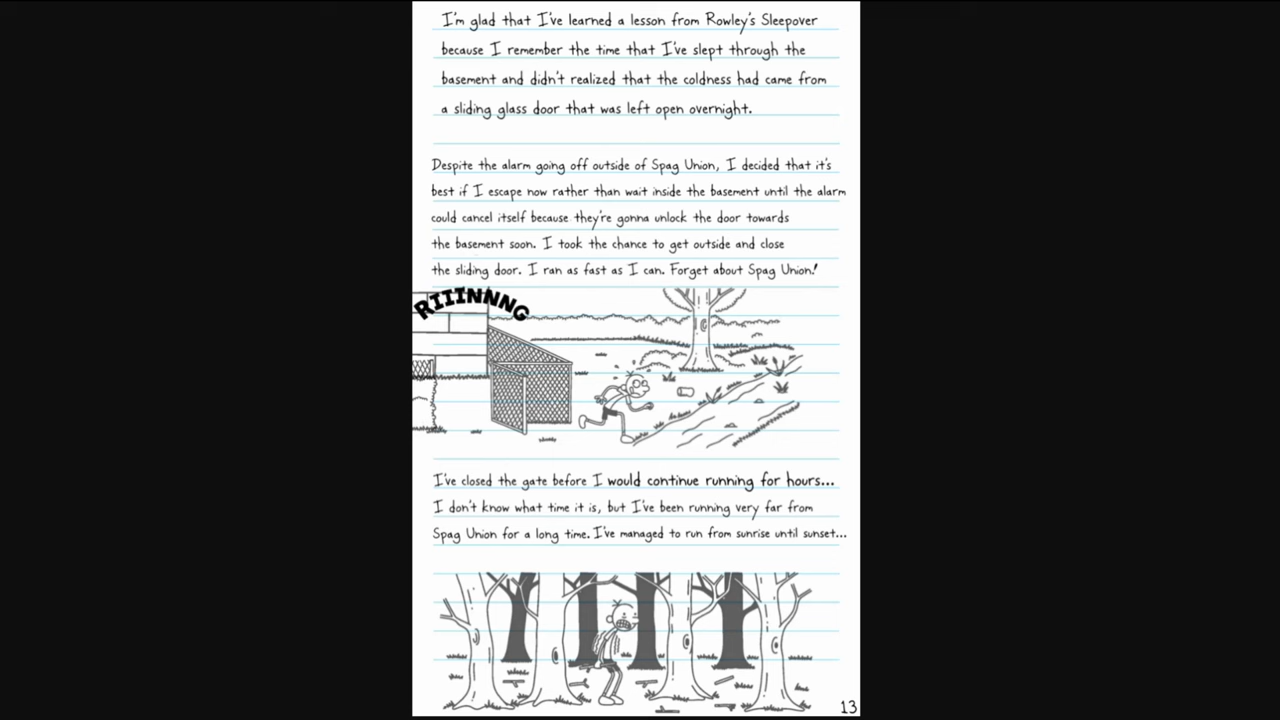 I'm glad that I've learned a lesson from Rowley's Sleepover
because I remember the time that I've slept through the
basement and didn't realized that the coldness had came from
a sliding glass door that was left open overnight.
Despite the alarm going off outside of Spag Union, I decided that it's
best if I escape now rather than wait inside the basement until the alarm
could cancel itself because they're gonna unlock the door towards
the basement soon. I took the chance to get outside and close
the sliding door. I ran as fast as I can. Forget about Spag Union!
RIIINNNG
I've closed the gate before I would continue running for hours...
I don't know what time it is, but I've been running very far from
Spag Union for a long time. I've managed to run from sunrise until sunset...
13